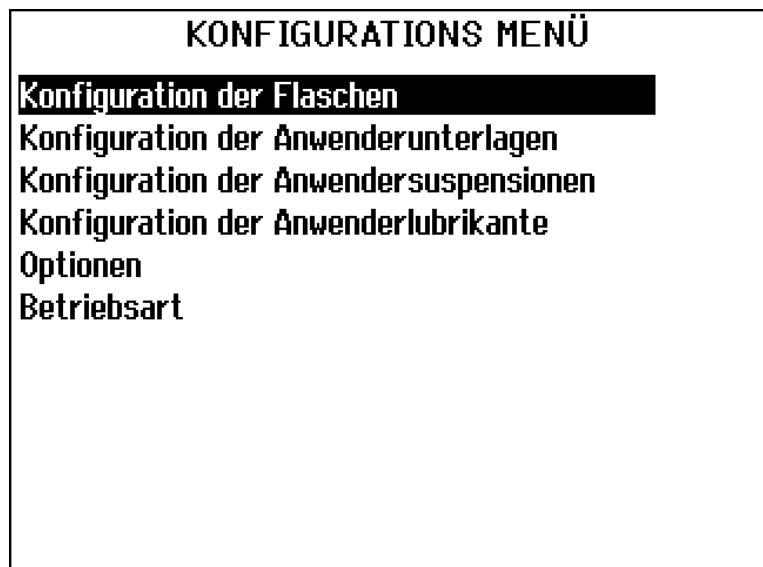 KONFIGURATIONS MENÜ
Konfiguration der Flaschen
Konfiguration der Anwenderunterlagen
Konfiguration der Anwendersuspensionen
Konfiguration der Anwenderlubrikante
Optionen
Betriebsart